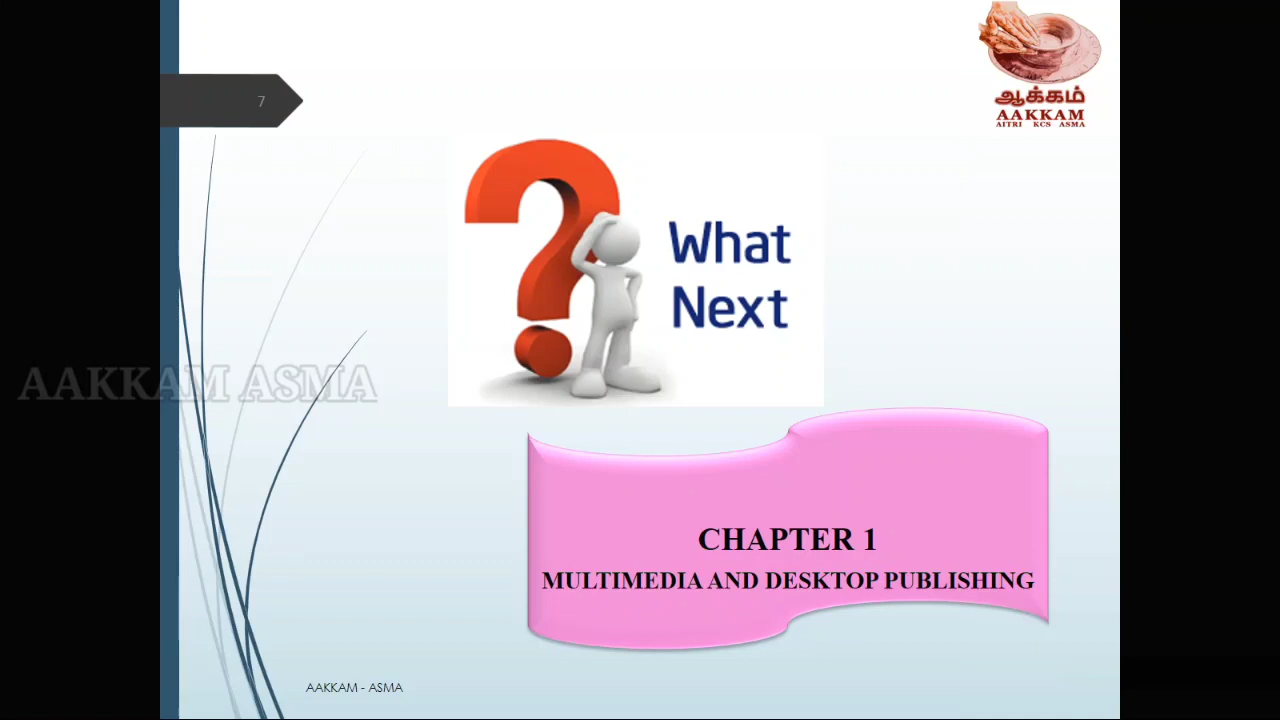 7
ஆக்கம்
AAKKAM
AITRI KCS ASMA
What
Next
AAKKAM ASMA
CHAPTER 1
MULTIMEDIA AND DESKTOP PUBLISHING
AAKKAM - ASMA